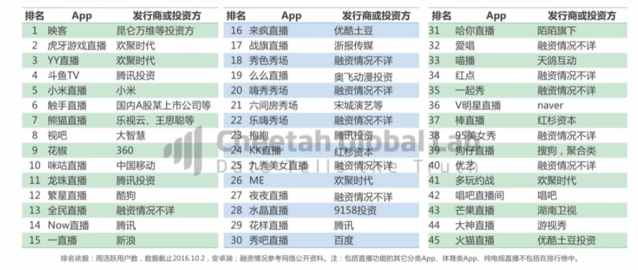 排名 App 发行商或投资方
1 映客 昆仑万维等投资方
2 虎牙游戏直播 欢聚时代
3 YY直播 欢聚时代
4 斗鱼TV 腾讯投资
5 小米直播 小米
6 触手直播 国内A股某上市公司等
7 熊猫直播 乐视云、王思聪等
8 视吧 大智慧
9 花椒 360
10 咪咕直播 中国移动
11 龙珠直播 腾讯投资
12 繁星直播 酷狗
13 全民直播 融资情况不详
14 Now直播 腾讯
15 一直播 新浪
排名 App 发行商或投资方
16 来疯直播 优酷土豆
17 战旗直播 浙报传媒
18 秀色秀场 融资情况不详
19 么么直播 奥飞动漫投资
20 嗨秀秀场 融资情况不详
21 六间房秀场 宋城演艺等
22 乐嗨秀场 融资情况不详
23 抱抱 腾讯投资
24 KK直播 红杉资本
25 九秀美女直播 融资情况不详
26 ME 欢聚时代
27 夜夜直播 融资情况不详
28 水晶直播 9158投资
29 花样直播 腾讯
30 秀吧直播 百度
排名 App 发行商或投资方
31 哈你直播 陌陌旗下
32 愛唱 融资情况不详
33 喵播 天鸽互动
34 红点 融资情况不详
35 一起秀 融资情况不详
36 V明星直播 naver
37 棒直播 红杉资本
38 95美女秀 融资情况不详
39 狗仔直播 搜狗，聚合类
40 优艺 融资情况不详
41 多玩约战 欢聚时代
42 唱吧直播间 唱吧
43 芒果直播 湖南卫视
44 大神直播 游视秀
45 火猫直播 优酷土豆投资
Cheetah Global Lab
排名依据：周活跃用户数，数据截止2016.10.2，安卓端；融资情况参考网络公开资料。注：包括直播功能的其它分类App、体育类App、纯电视直播不包括在排行榜中。